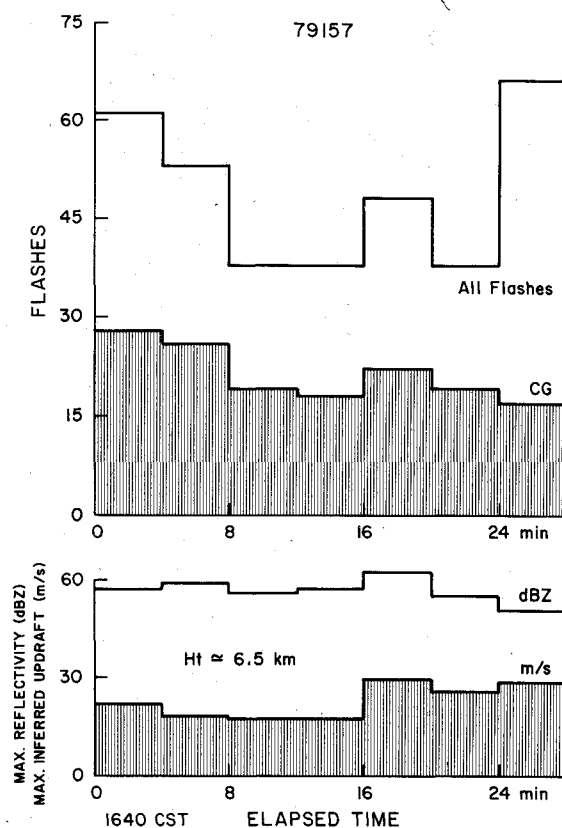 79157
75
60
45
30
15
0
FLASHES
All Flashes
CG
0 8 16 24 min
60
30
0
MAX. REFLECTIVITY (dBZ)
MAX. INFERRED UPDRAFT (m/s)
dBZ
Ht ≃ 6.5 km
m/s
0 8 16 24 min
1640 CST ELAPSED TIME